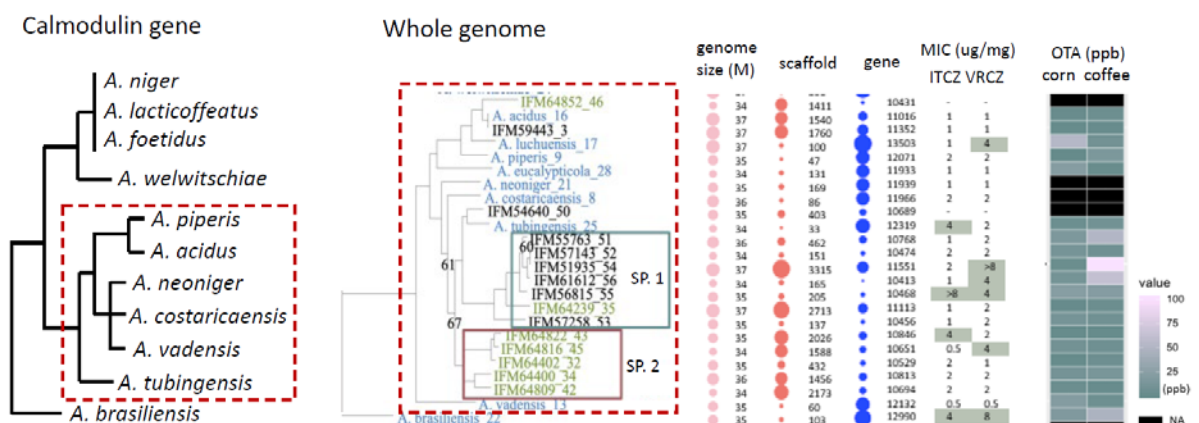 Calmodulin gene
A. niger
A. lacticoffeatus
A. foetidus
A. welwitschiae
A. piperis
A. acidus
A. neoniger
A. costaricaensis
A. vadensis
A. tubingensis
A. brasiliensis
Whole genome
IFM64852_46
A. acidus_16
IFM59443_3
A. luchuensis_17
A. piperis_9
A. eucalypticola_28
A. neoniger_21
A. costaricaensis_8
IFM54640_50
A. tubingensis_25
IFM55763_51
60
IFM57143_52
IFM51935_54
61
IFM61612_56
SP. 1
IFM56815_55
IFM64239_35
67
IFM57258_53
IFM64822_43
IFM64816_45
IFM64402_32
SP. 2
IFM64400_34
IFM64809_42
A. vadensis_13
A. brasiliensis_22
genome size (M) scaffold gene MIC (ug/mg) OTA (ppb)
ITCZ VRCZ corn coffee
34 1411 10431 - -
37 1540 11016 1 1
37 1760 11352 1 1
37 100 13503 1 4
35 47 12071 2 2
34 131 11933 1 1
35 169 11939 1 1
36 86 11966 2 2
35 403 10689 - -
34 33 12319 4 2
36 462 10768 1 2
34 151 10474 1 2
37 3315 11551 2 >8
34 165 10413 1 4
35 205 10468 >8 4
37 2713 11113 1 2
35 137 10456 1 2
35 2026 10846 4 2
34 1588 10651 0.5 4
35 432 10529 2 1
36 1456 10813 2 2
34 2173 10694 2 2
35 60 12132 0.5 0.5
35 103 12990 4 8
value
100
75
50
25
0
(ppb)
NA